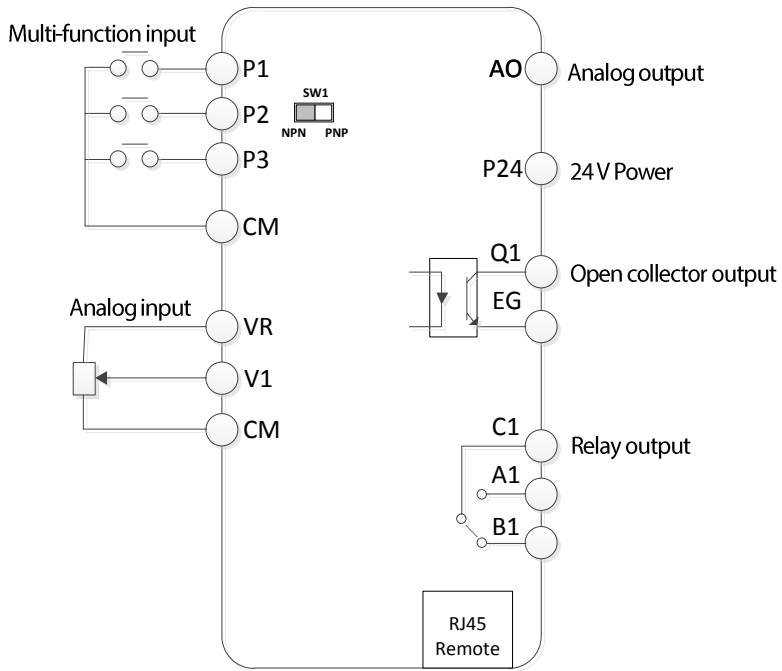 Multi-function input
P1
P2
P3
CM
SW1
NPN PNP
Analog input
VR
V1
CM
AO Analog output
P24 24 V Power
Q1
Open collector output
EG
C1
Relay output
A1
B1
RJ45
Remote